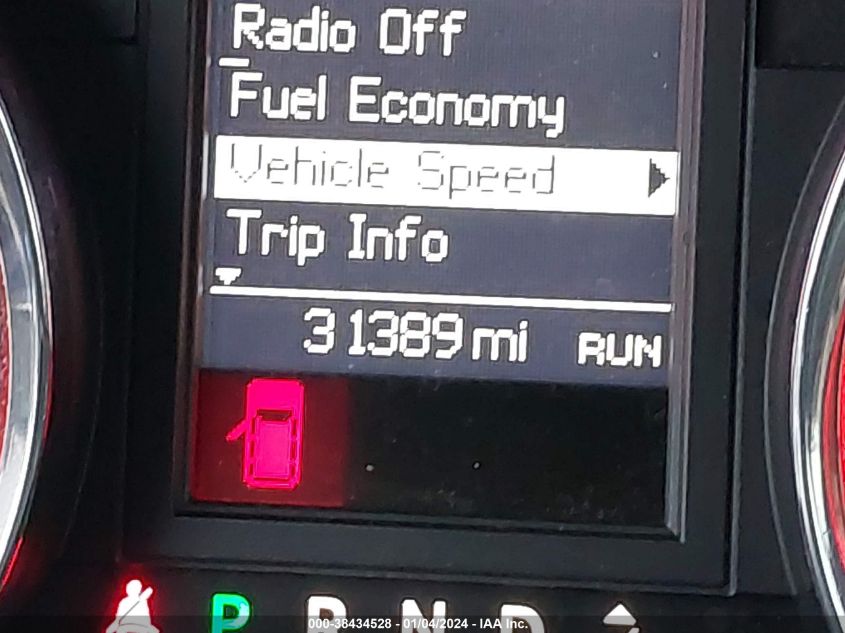 Radio Off
Fuel Economy
Vehicle Speed
Trip Info
31389 mi RUN
P R N D
000-38434528 - 01/04/2024 - IAA Inc.